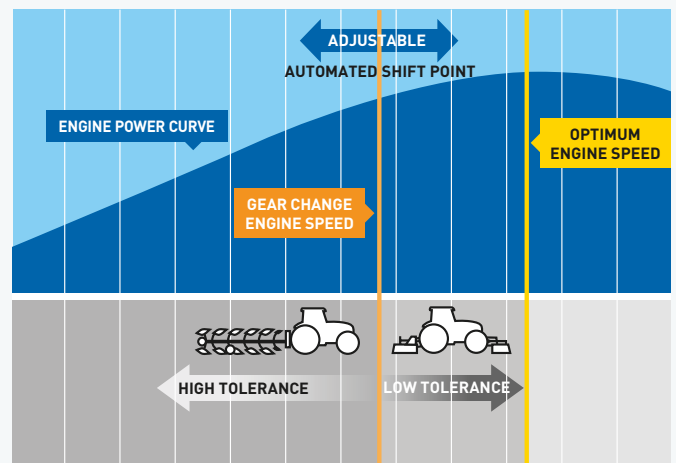 ADJUSTABLE
AUTOMATED SHIFT POINT
ENGINE POWER CURVE
OPTIMUM
ENGINE SPEED
GEAR CHANGE
ENGINE SPEED
HIGH TOLERANCE
LOW TOLERANCE